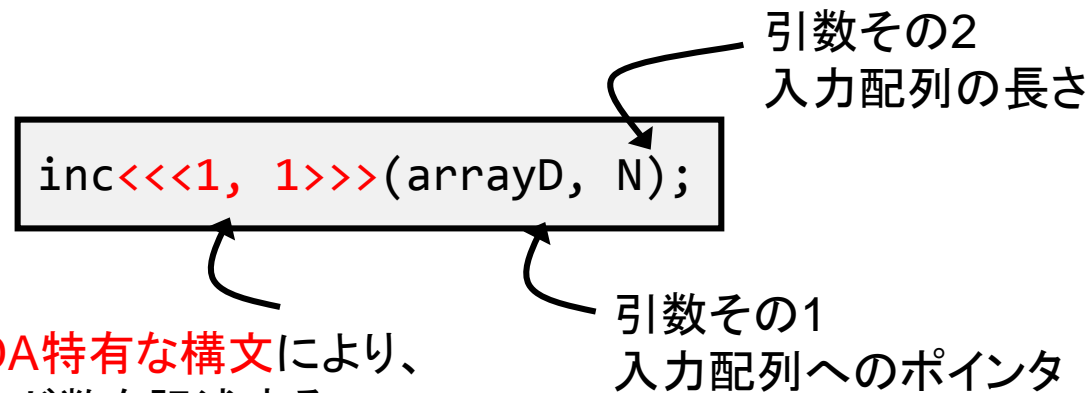 引数その2
入力配列の長さ
inc<<<1, 1>>>(arrayD, N);
DA特有な構文により、
引数その1
入力配列へのポインタ